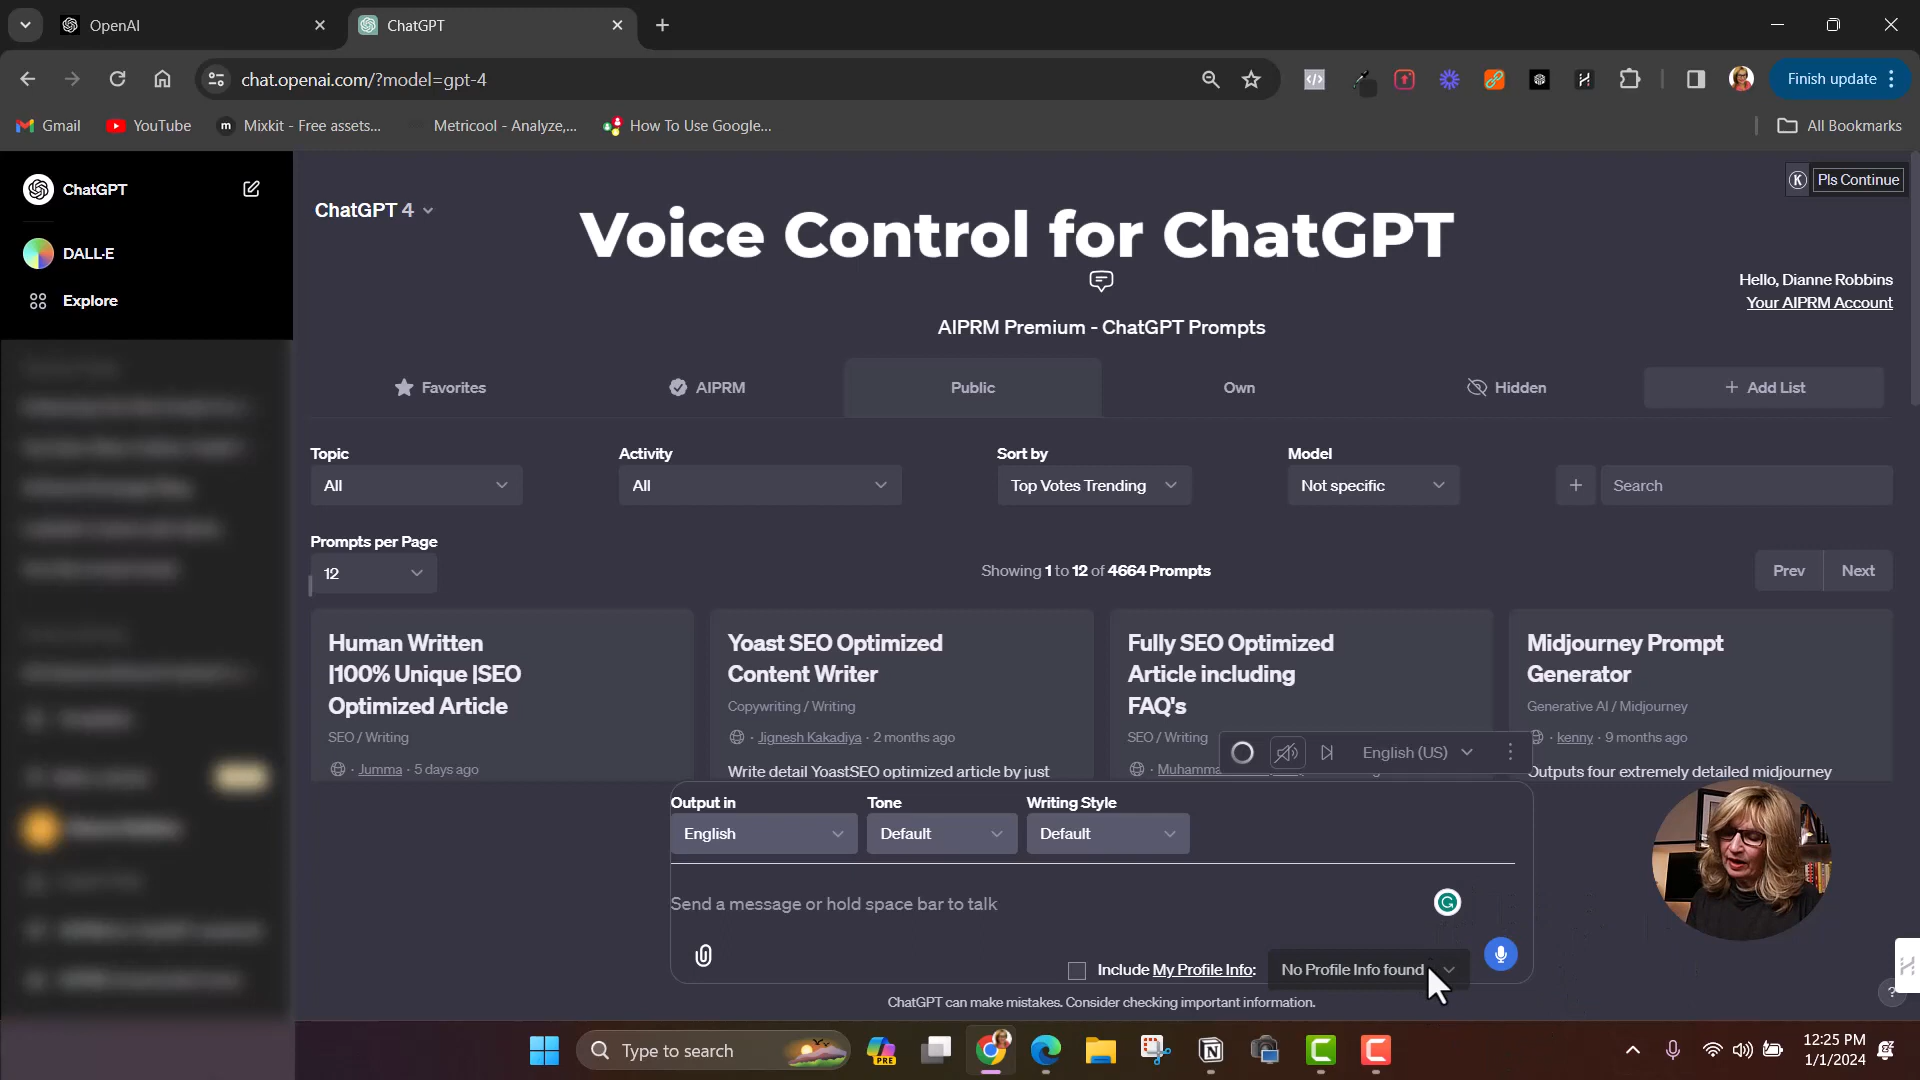 OpenAI
ChatGPT
chat.openai.com/?model=gpt-4
Finish update
Gmail
YouTube
Mixkit - Free assets...
Metricool - Analyze,...
How To Use Google...
All Bookmarks
ChatGPT
DALL·E
Explore
ChatGPT 4
Voice Control for ChatGPT
Pls Continue
Hello, Dianne Robbins
Your AIPRM Account
AIPRM Premium - ChatGPT Prompts
Favorites
AIPRM
Public
Own
Hidden
+ Add List
Topic
All
Activity
All
Sort by
Top Votes Trending
Model
Not specific
+
Search
Prompts per Page
12
Showing 1 to 12 of 4664 Prompts
Prev
Next
Human Written
|100% Unique |SEO
Optimized Article
SEO / Writing
· Jumma · 5 days ago
Yoast SEO Optimized
Content Writer
Copywriting / Writing
· Jignesh Kakadiya · 2 months ago
Write detail YoastSEO optimized article by just
Fully SEO Optimized
Article including
FAQ's
SEO / Writing
· Muhamma
Midjourney Prompt
Generator
Generative AI / Midjourney
· kenny · 9 months ago
Outputs four extremely detailed midjourney
English (US)
Output in
English
Tone
Default
Writing Style
Default
Send a message or hold space bar to talk
Include My Profile Info:
No Profile Info found
ChatGPT can make mistakes. Consider checking important information.
?
Type to search
PRE
12:25 PM
1/1/2024